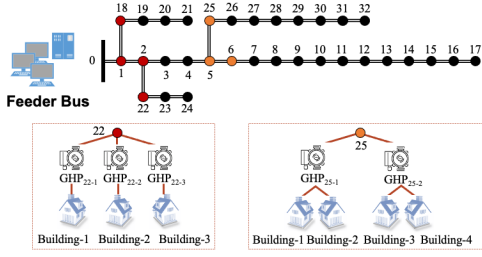 18 19 20 21
25 26 27 28 29 30 31 32
0
1 2 3 4 5 6 7 8 9 10 11 12 13 14 15 16 17
Feeder Bus
22 23 24
22
GHP22-1 GHP22-2 GHP22-3
Building-1 Building-2 Building-3
25
GHP25-1 GHP25-2
Building-1 Building-2 Building-3 Building-4